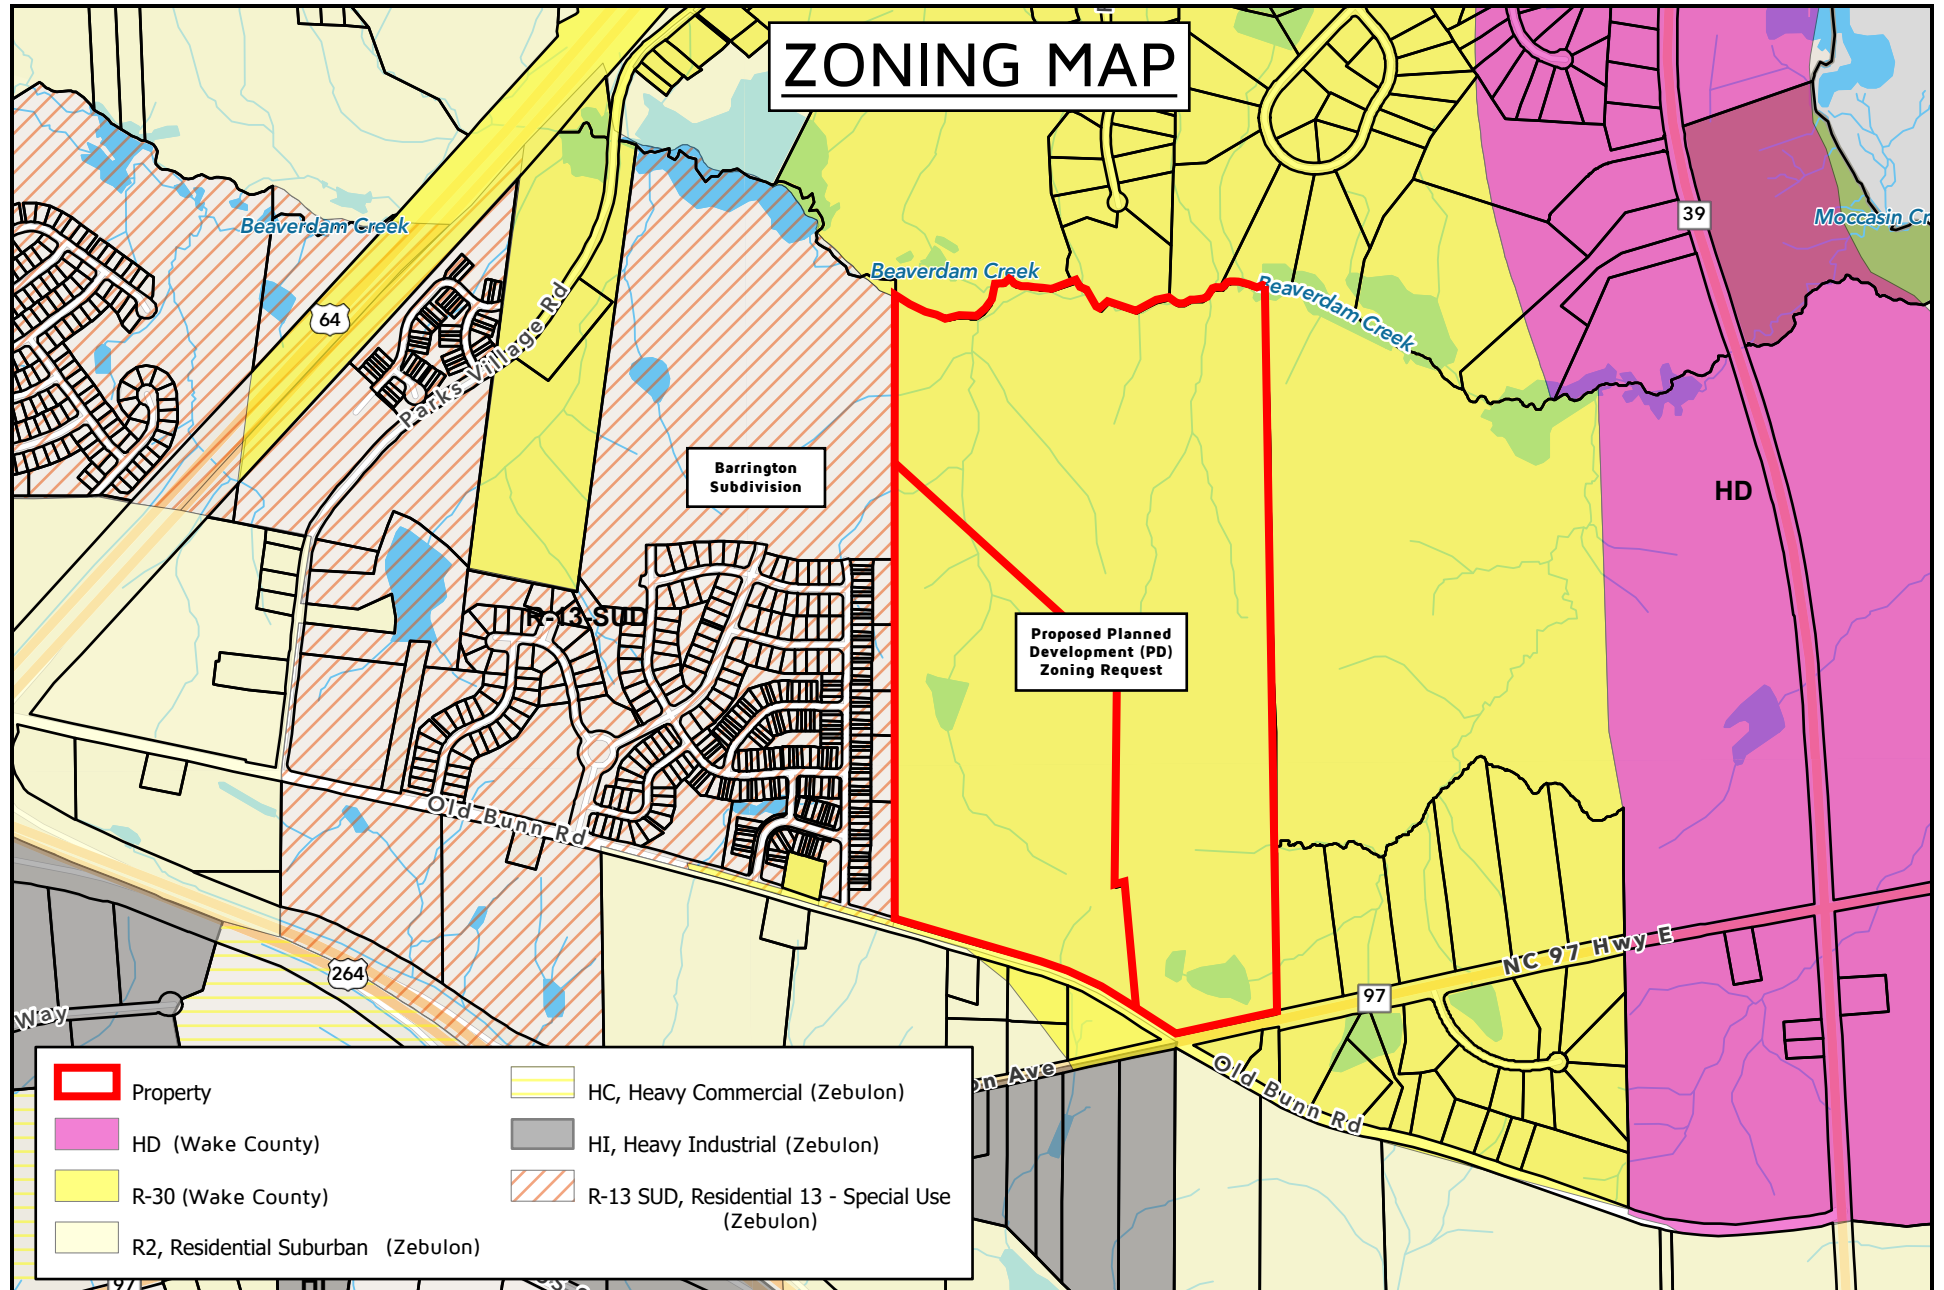 ZONING MAP
39
Moccasin Cr
Beaverdam Creek
Beaverdam Creek
Beaverdam Creek
64
Parks Village Rd
Barrington
Subdivision
HD
R-13-SUD
Proposed Planned
Development (PD)
Zoning Request
Old Bunn Rd
NC 97 Hwy E
264
97
Way
on Ave
Old Bunn Rd
Property
HD (Wake County)
R-30 (Wake County)
R2, Residential Suburban (Zebulon)
HC, Heavy Commercial (Zebulon)
HI, Heavy Industrial (Zebulon)
R-13 SUD, Residential 13 - Special Use
(Zebulon)
97